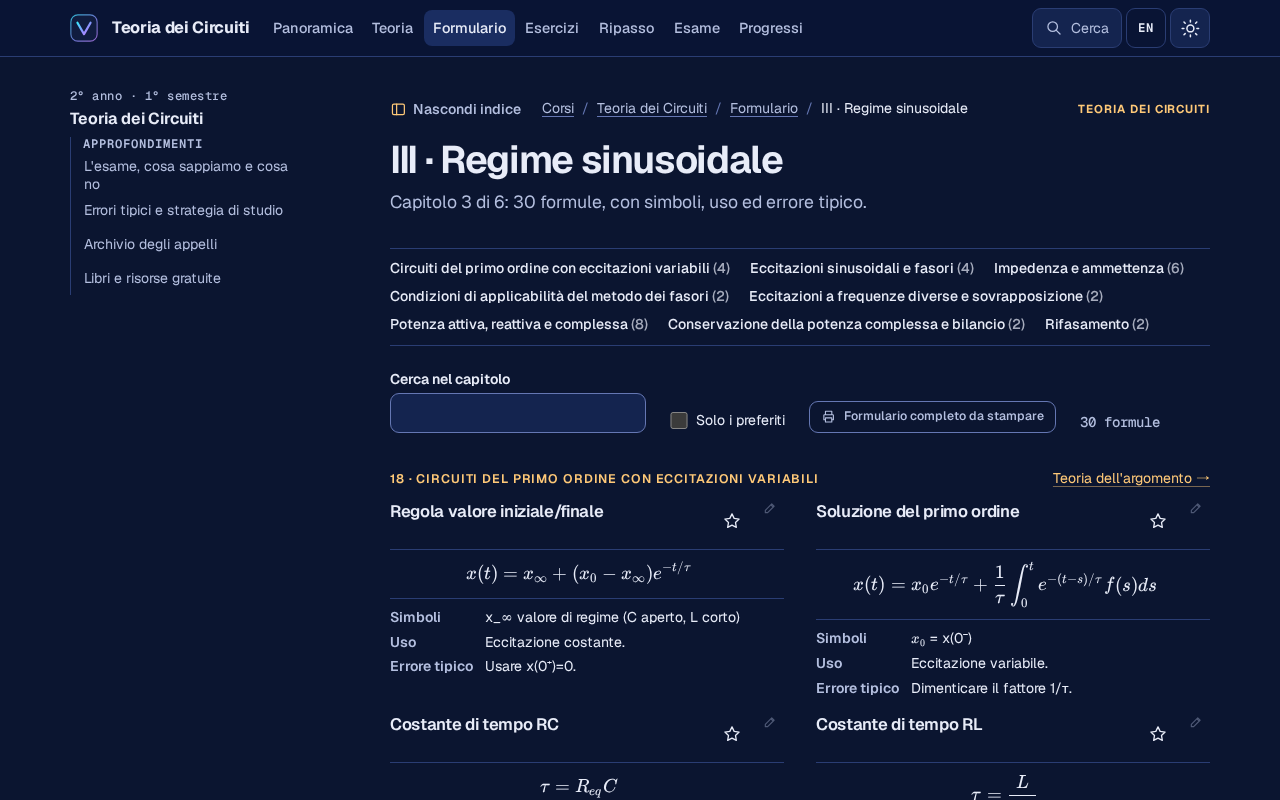 Teoria dei Circuiti Panoramica Teoria Formulario Esercizi Ripasso Esame Progressi Cerca EN
2º anno · 1º semestre
Teoria dei Circuiti
APPROFONDIMENTI
L'esame, cosa sappiamo e cosa
no
Errori tipici e strategia di studio
Archivio degli appelli
Libri e risorse gratuite
Nascondi indice Corsi / Teoria dei Circuiti / Formulario / III · Regime sinusoidale TEORIA DEI CIRCUITI
III · Regime sinusoidale
Capitolo 3 di 6: 30 formule, con simboli, uso ed errore tipico.
Circuiti del primo ordine con eccitazioni variabili (4) Eccitazioni sinusoidali e fasori (4) Impedenza e ammettenza (6)
Condizioni di applicabilità del metodo dei fasori (2) Eccitazioni a frequenze diverse e sovrapposizione (2)
Potenza attiva, reattiva e complessa (8) Conservazione della potenza complessa e bilancio (2) Rifasamento (2)
Cerca nel capitolo
Solo i preferiti Formulario completo da stampare 30 formule
18 · CIRCUITI DEL PRIMO ORDINE CON ECCITAZIONI VARIABILI Teoria dell'argomento →
Regola valore iniziale/finale
x(t) = x_∞ + (x_0 − x_∞)e^{−t/τ}
Simboli x_∞ valore di regime (C aperto, L corto)
Uso Eccitazione costante.
Errore tipico Usare x(0⁺)=0.
Soluzione del primo ordine
x(t) = x_0 e^{−t/τ} + \frac{1}{τ} ∫_0^t e^{−(t−s)/τ} f(s)ds
Simboli x₀ = x(0⁻)
Uso Eccitazione variabile.
Errore tipico Dimenticare il fattore 1/τ.
Costante di tempo RC
τ = R_{eq}C
Costante di tempo RL
τ = L